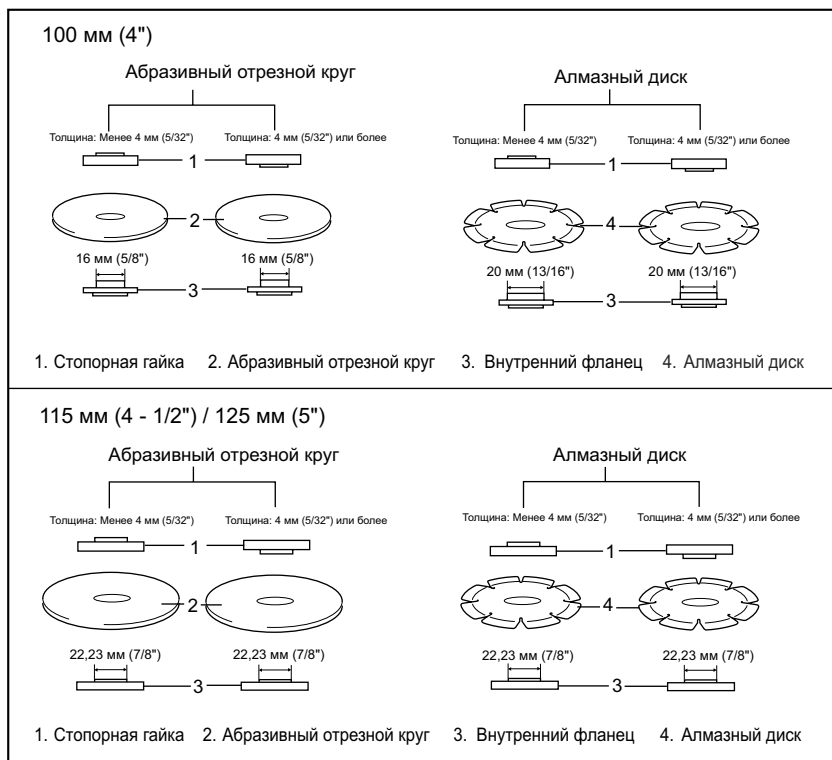 100 мм (4")
Абразивный отрезной круг Алмазный диск
Толщина: Менее 4 мм (5/32") Толщина: 4 мм (5/32") или более Толщина: Менее 4 мм (5/32") Толщина: 4 мм (5/32") или более
1 1
2 4
16 мм (5/8") 16 мм (5/8") 20 мм (13/16") 20 мм (13/16")
3 3
1. Стопорная гайка 2. Абразивный отрезной круг 3. Внутренний фланец 4. Алмазный диск
115 мм (4 - 1/2") / 125 мм (5")
Абразивный отрезной круг Алмазный диск
Толщина: Менее 4 мм (5/32") Толщина: 4 мм (5/32") или более Толщина: Менее 4 мм (5/32") Толщина: 4 мм (5/32") или более
1 1
2 4
22,23 мм (7/8") 22,23 мм (7/8") 22,23 мм (7/8") 22,23 мм (7/8")
3 3
1. Стопорная гайка 2. Абразивный отрезной круг 3. Внутренний фланец 4. Алмазный диск